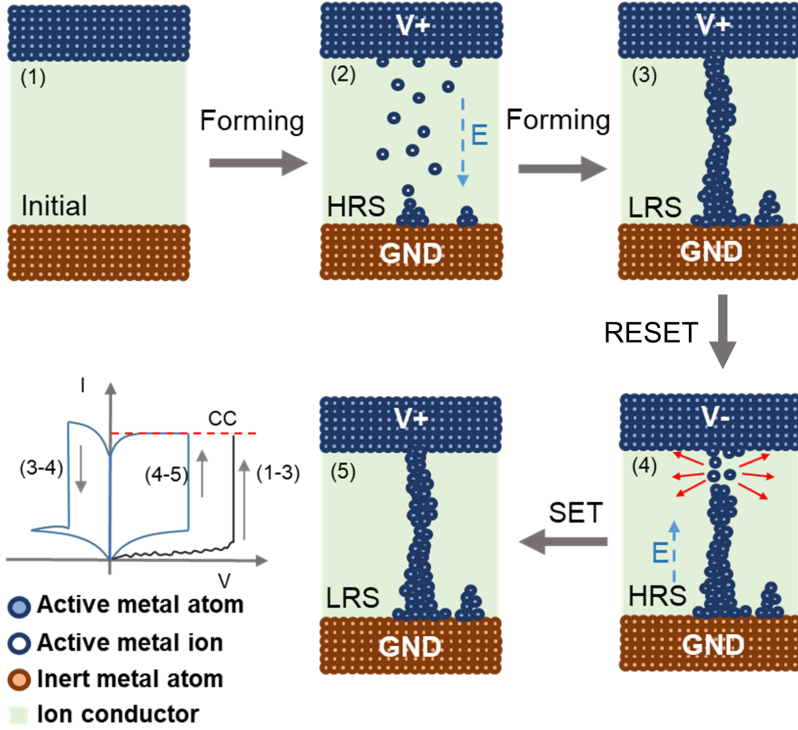 (1)
Initial
Forming
V+
(2)
E
HRS
GND
Forming
V+
(3)
LRS
GND
RESET
V-
(4)
E
HRS
GND
SET
V+
(5)
LRS
GND
I
CC
(3-4)
(4-5)
(1-3)
V
Active metal atom
Active metal ion
Inert metal atom
Ion conductor